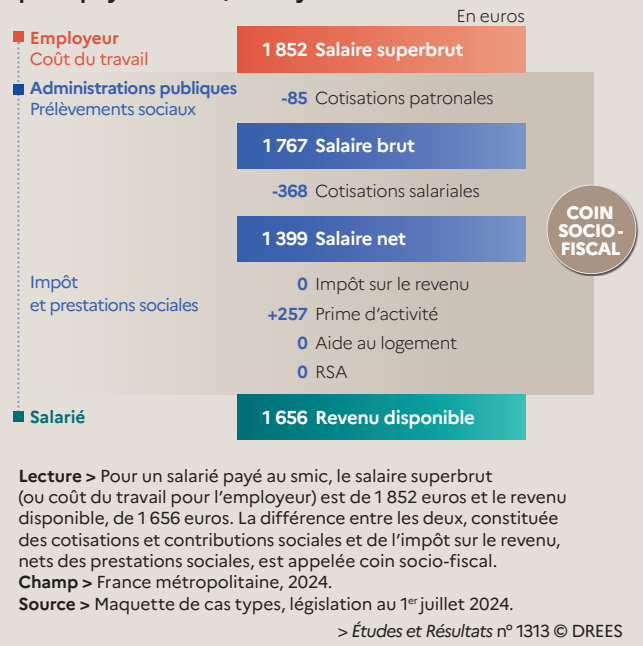 En euros
Employeur
Coût du travail
1 852 Salaire superbrut
Administrations publiques
Prélèvements sociaux
-85 Cotisations patronales
1 767 Salaire brut
-368 Cotisations salariales
1 399 Salaire net
COIN
SOCIO-
FISCAL
Impôt
et prestations sociales
0 Impôt sur le revenu
+257 Prime d’activité
0 Aide au logement
0 RSA
Salarié
1 656 Revenu disponible
Lecture > Pour un salarié payé au smic, le salaire superbrut
(ou coût du travail pour l’employeur) est de 1 852 euros et le revenu
disponible, de 1 656 euros. La différence entre les deux, constituée
des cotisations et contributions sociales et de l’impôt sur le revenu,
nets des prestations sociales, est appelée coin socio-fiscal.
Champ > France métropolitaine, 2024.
Source > Maquette de cas types, législation au 1er juillet 2024.
> Études et Résultats n° 1313 © DREES